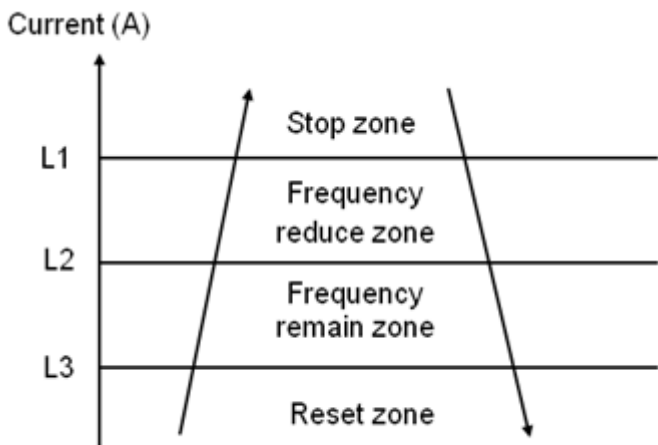 Current (A)
Stop zone
L1
Frequency
reduce zone
L2
Frequency
remain zone
L3
Reset zone